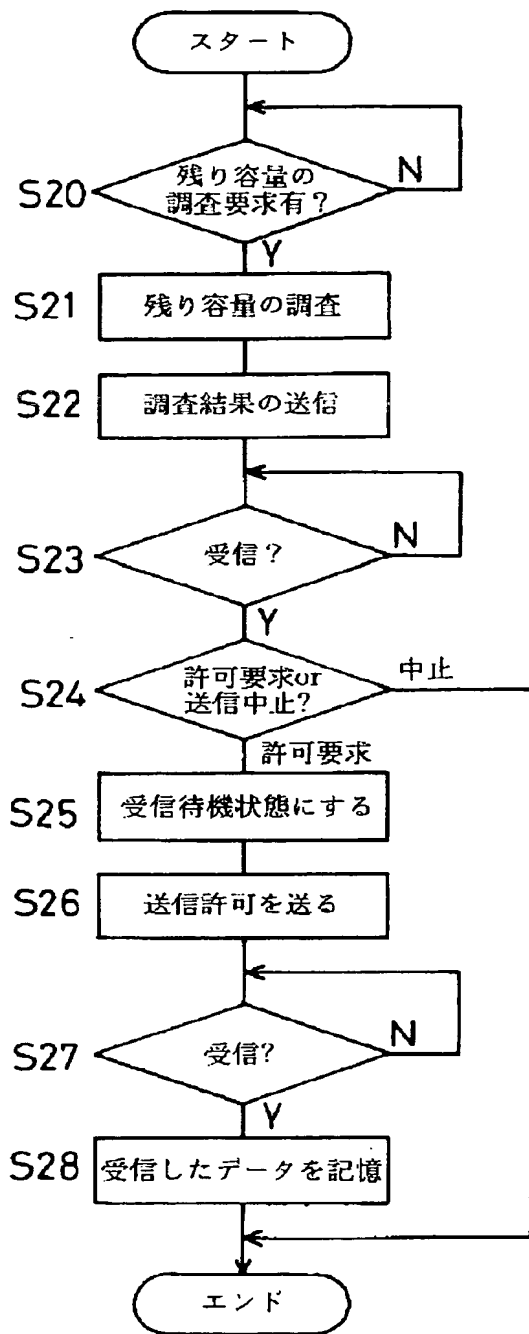 スタート
S20
残り容量の
調査要求有?
N
Y
S21
残り容量の調査
S22
調査結果の送信
S23
受信?
N
Y
S24
許可要求or
送信中止?
中止
許可要求
S25
受信待機状態にする
S26
送信許可を送る
S27
受信?
N
Y
S28
受信したデータを記憶
エンド